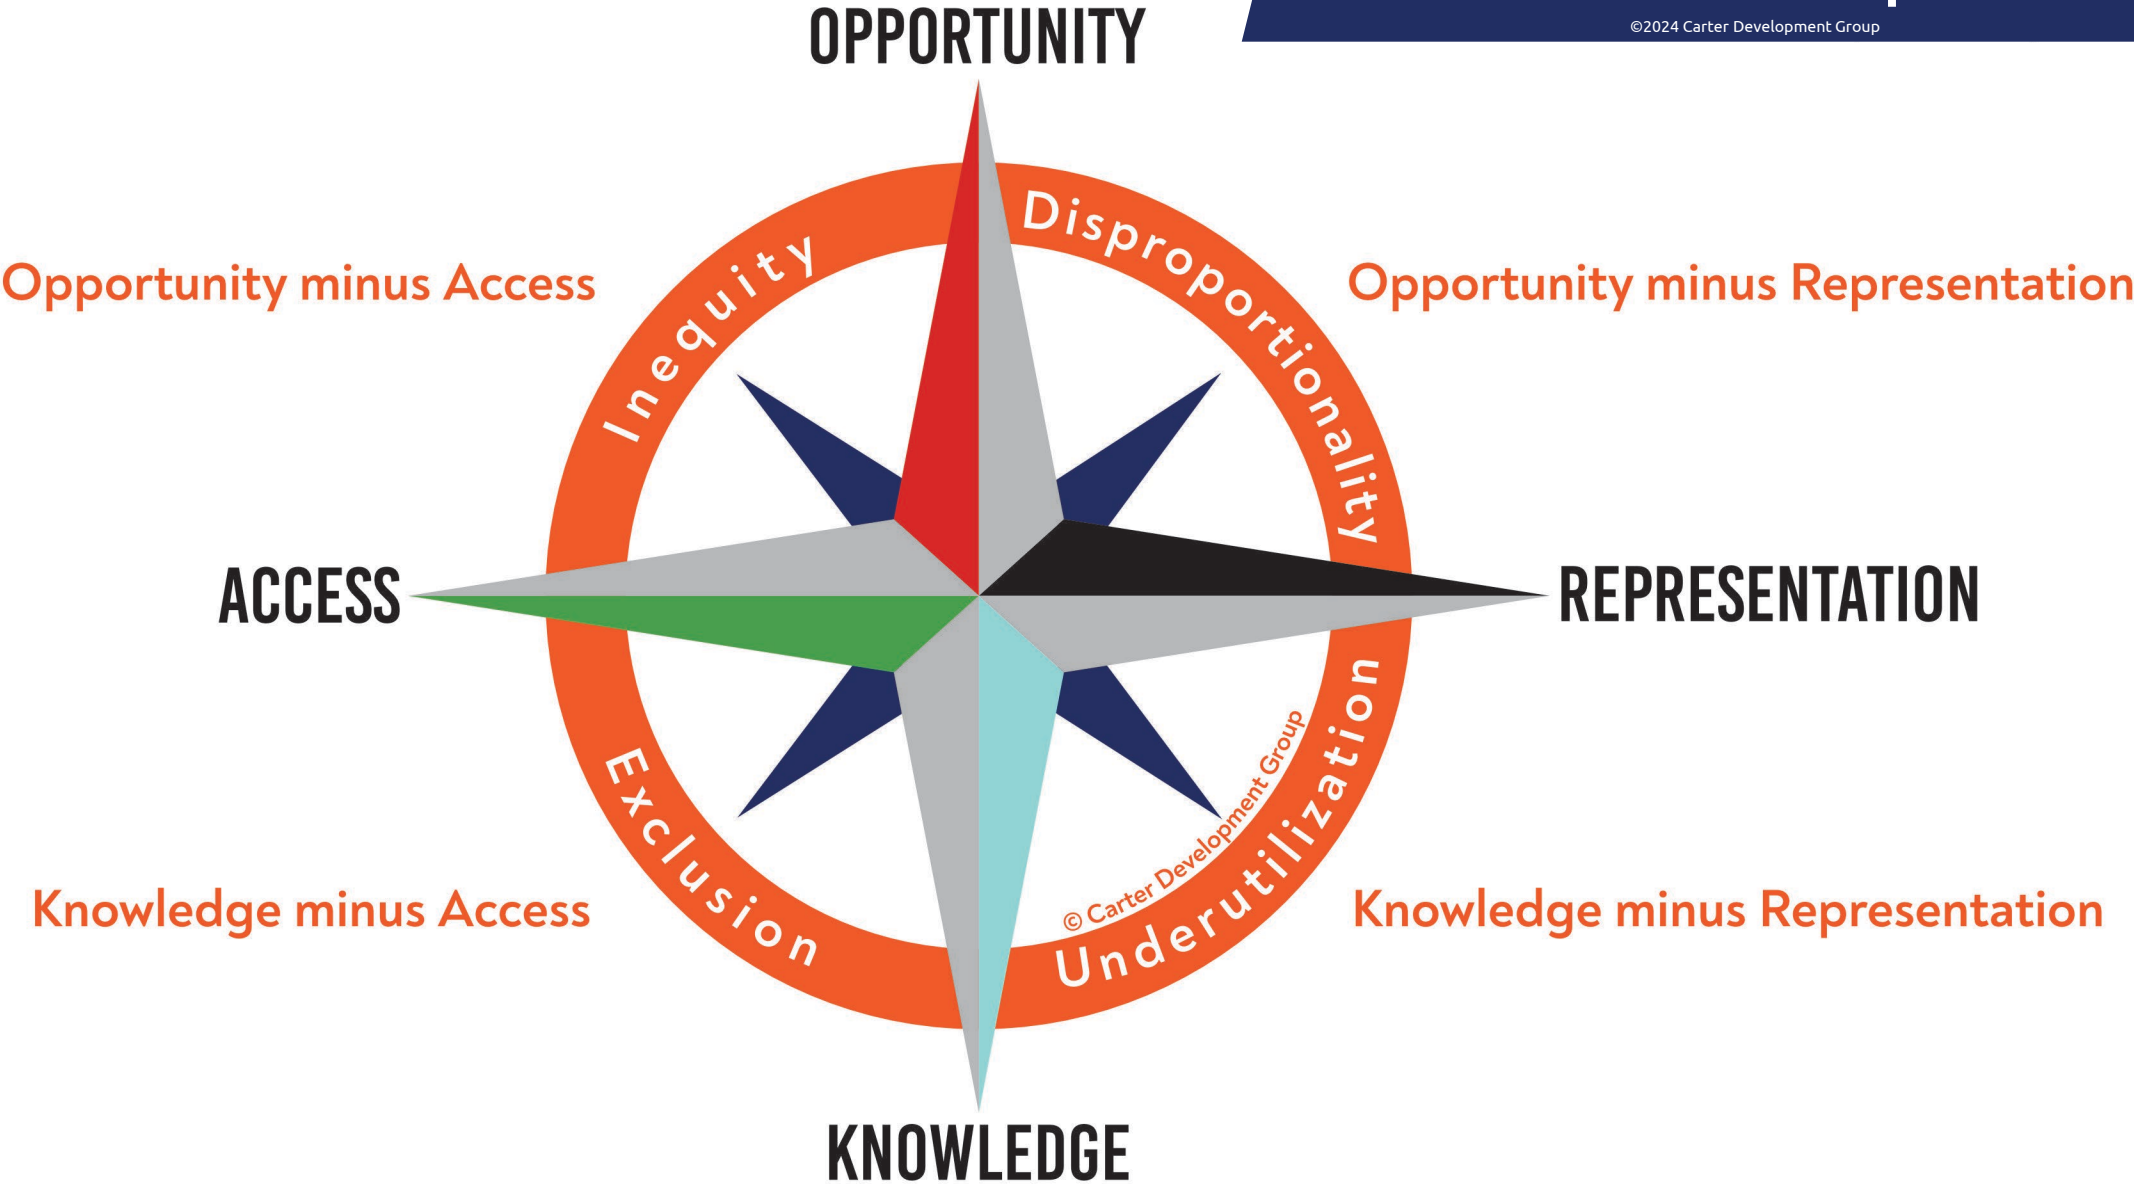 OPPORTUNITY
©2024 Carter Development Group
Opportunity minus Access
Inequity
Disproportionality
Opportunity minus Representation
ACCESS
REPRESENTATION
Knowledge minus Access
Exclusion
© Carter Development Group
Underutilization
Knowledge minus Representation
KNOWLEDGE